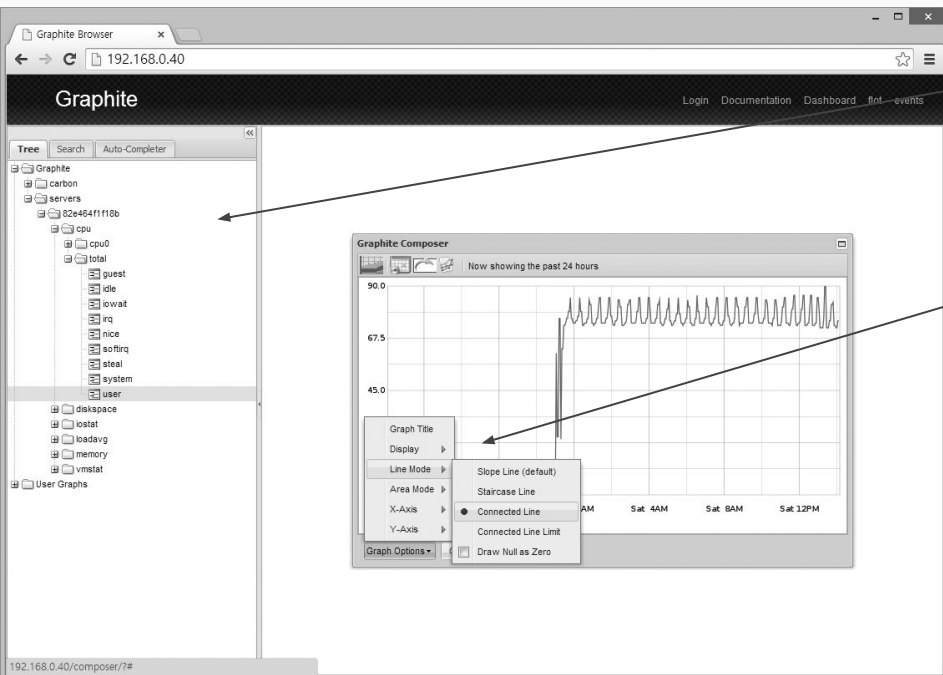 Graphite Browser
192.168.0.40
Graphite
Login Documentation Dashboard flot events
Tree Search Auto-Completer
Graphite
carbon
servers
82e464f1f18b
cpu
cpu0
total
guest
idle
iowait
irq
nice
softirq
steal
system
user
diskspace
iostat
loadavg
memory
vmstat
User Graphs
Graphite Composer
Now showing the past 24 hours
90.0
67.5
45.0
AM Sat 4AM Sat 8AM Sat 12PM
Graph Title
Display
Line Mode
Area Mode
X-Axis
Y-Axis
Slope Line (default)
Staircase Line
Connected Line
Connected Line Limit
Draw Null as Zero
Graph Options
192.168.0.40/composer/?#